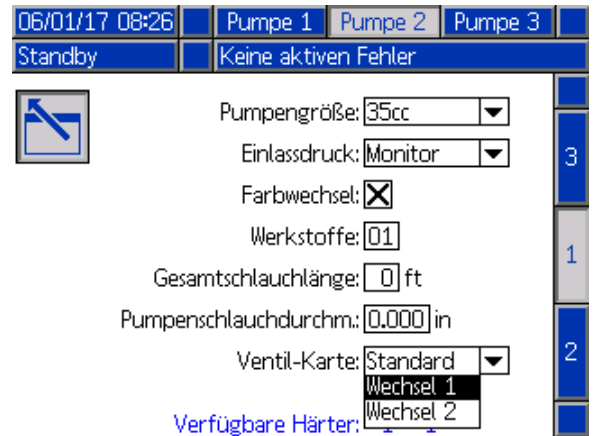 06/01/17 08:26 Pumpe 1 Pumpe 2 Pumpe 3
Standby Keine aktiven Fehler
Pumpengröße: 35cc
Einlassdruck: Monitor
3
Farbwechsel:
Werkstoffe: 01
1
Gesamtschlauchlänge: 0 ft
Pumpenschlauchdurchm.: 0.000 in
Ventil-Karte: Standard
2
Wechsel 1
Wechsel 2
Verfügbare Härter: